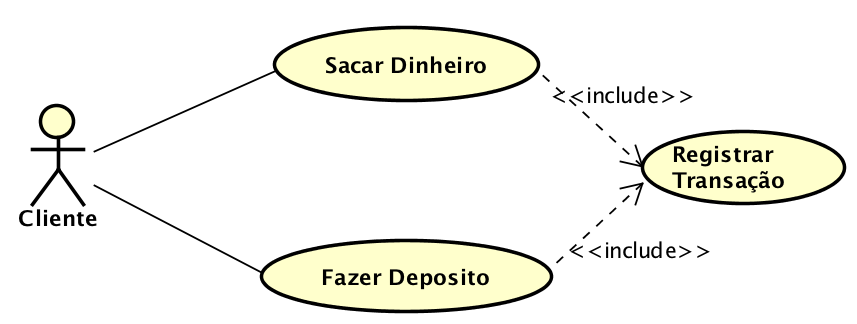 Sacar Dinheiro
<<include>>
Registrar
Transação
Cliente
<<include>>
Fazer Deposito